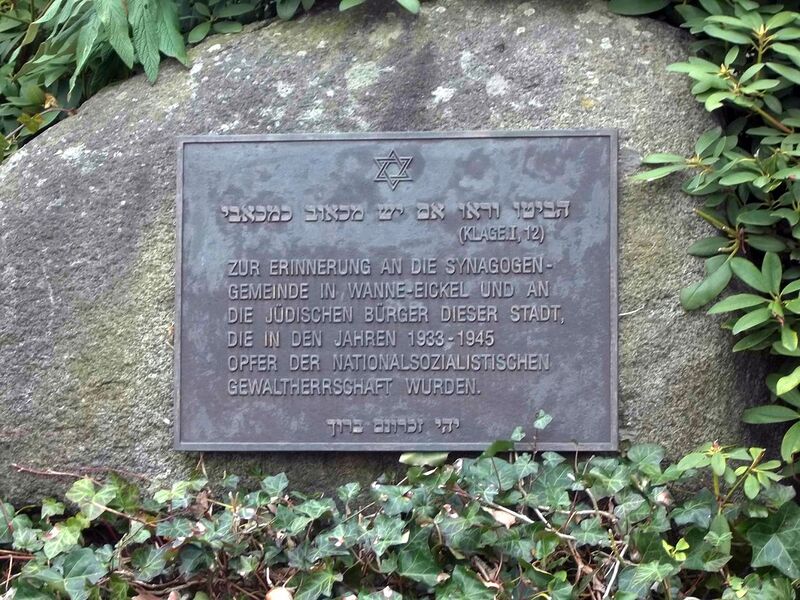 הביטו וראו אם יש מכאוב כמכאבי
(KLAGE.I, 12)
ZUR ERINNERUNG AN DIE SYNAGOGEN-
GEMEINDE IN WANNE-EICKEL UND AN
DIE JÜDISCHEN BÜRGER DIESER STADT,
DIE IN DEN JAHREN 1933-1945
OPFER DER NATIONALSOZIALISTISCHEN
GEWALTHERRSCHAFT WURDEN.
יהי זכרונם ברוך